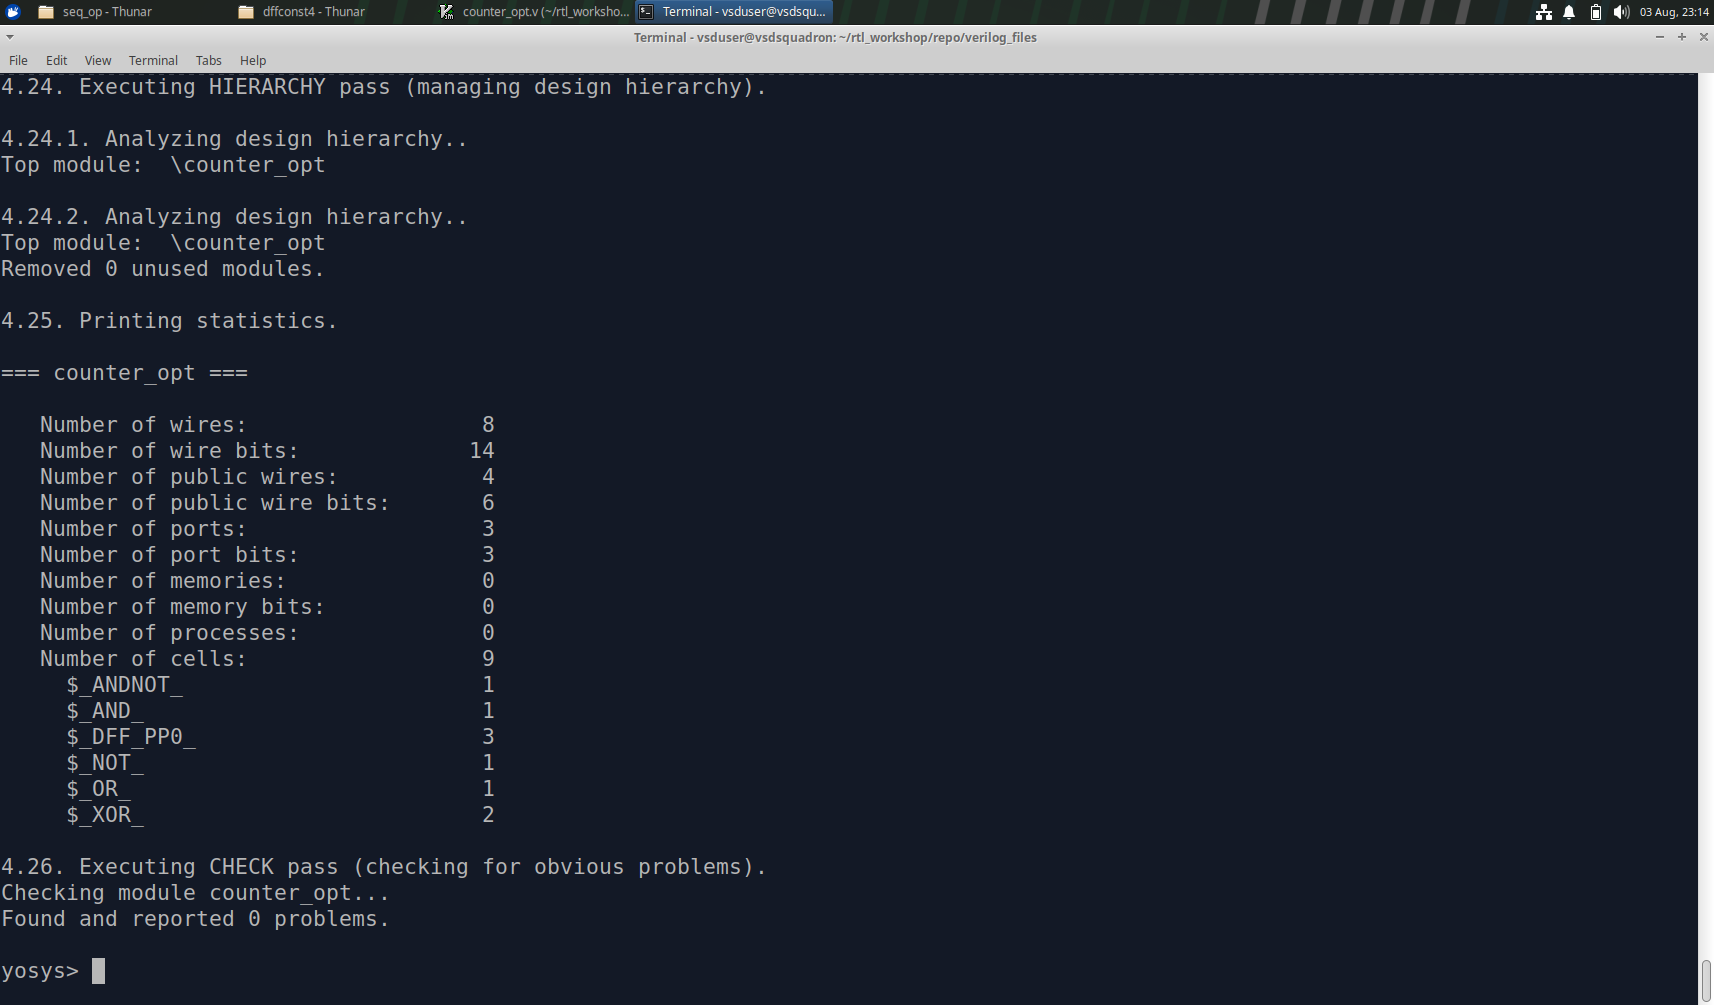 seq_op - Thunar
dffconst4 - Thunar
counter_opt.v (~/rtl_worksho...
Terminal - vsduser@vsdsqu...
03 Aug, 23:14
Terminal - vsduser@vsdsquadron: ~/rtl_workshop/repo/verilog_files
File Edit View Terminal Tabs Help
4.24. Executing HIERARCHY pass (managing design hierarchy).
4.24.1. Analyzing design hierarchy..
Top module:  \counter_opt
4.24.2. Analyzing design hierarchy..
Top module:  \counter_opt
Removed 0 unused modules.
4.25. Printing statistics.
=== counter_opt ===
Number of wires: 8
Number of wire bits: 14
Number of public wires: 4
Number of public wire bits: 6
Number of ports: 3
Number of port bits: 3
Number of memories: 0
Number of memory bits: 0
Number of processes: 0
Number of cells: 9
$_ANDNOT_ 1
$_AND_ 1
$_DFF_PP0_ 3
$_NOT_ 1
$_OR_ 1
$_XOR_ 2
4.26. Executing CHECK pass (checking for obvious problems).
Checking module counter_opt...
Found and reported 0 problems.
yosys>